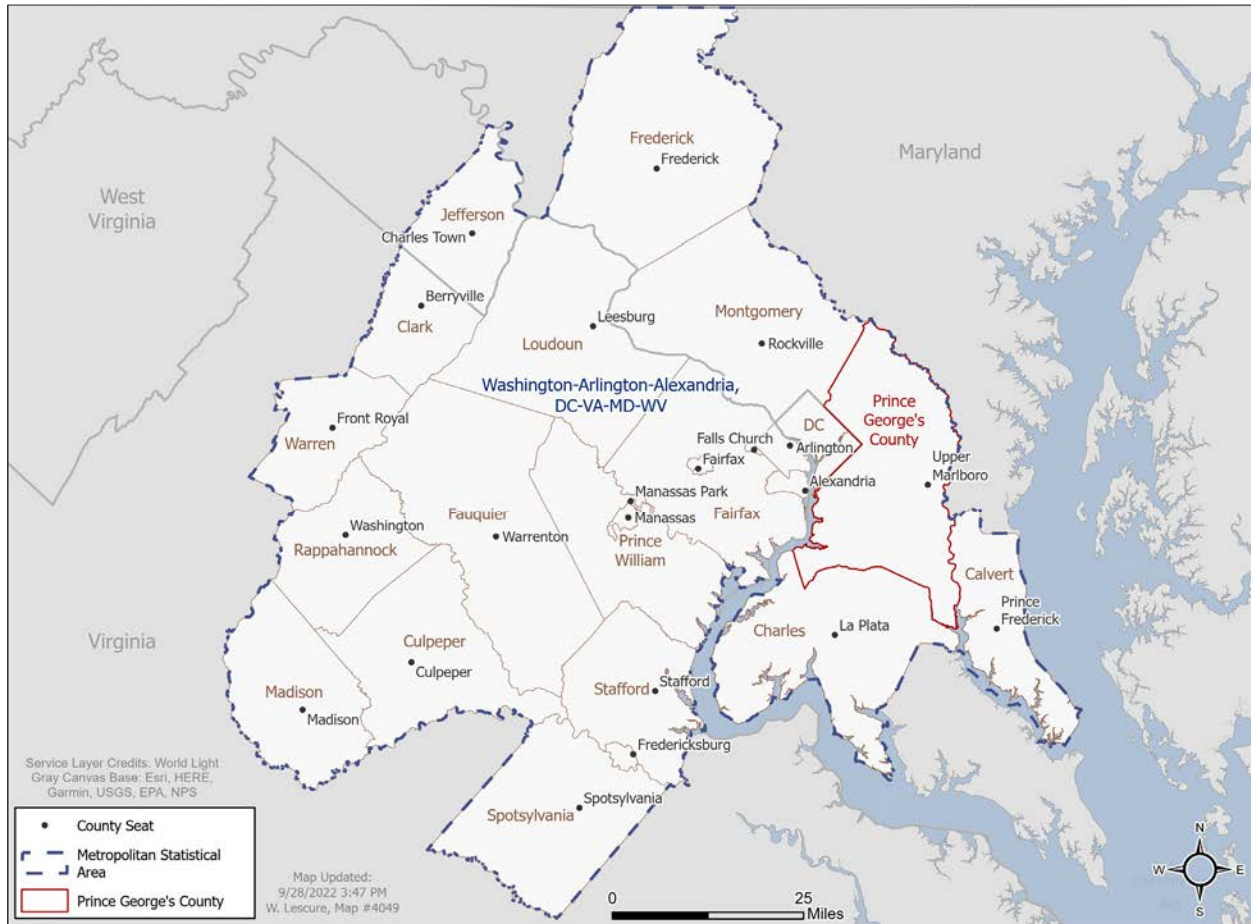 Frederick
Frederick
Maryland
West
Virginia
Jefferson
Charles Town
Berryville
Clark
Leesburg
Loudoun
Montgomery
Rockville
Washington-Arlington-Alexandria,
DC-VA-MD-WV
Prince
George's
County
Front Royal
Warren
DC
Falls Church
Arlington
Fairfax
Upper
Marlboro
Alexandria
Manassas Park
Manassas
Fairfax
Prince
William
Fauquier
Warrenton
Washington
Rappahannock
Calvert
Prince
Frederick
Charles
La Plata
Virginia
Culpeper
Culpeper
Stafford
Stafford
Madison
Madison
Fredericksburg
Spotsylvania
Spotsylvania
Service Layer Credits: World Light
Gray Canvas Base: Esri, HERE,
Garmin, USGS, EPA, NPS
County Seat
Metropolitan Statistical
Area
Prince George's County
Map Updated:
9/28/2022 3:47 PM
W. Lescure, Map #4049
0 25
Miles
N
W E
S